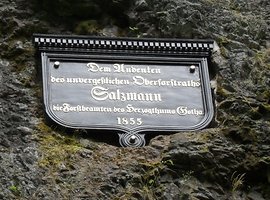 Dem Andenken
des unvergeßlichen Oberforstraths
Salzmann
die Forstbeamten des Herzogthums Gotha
1855